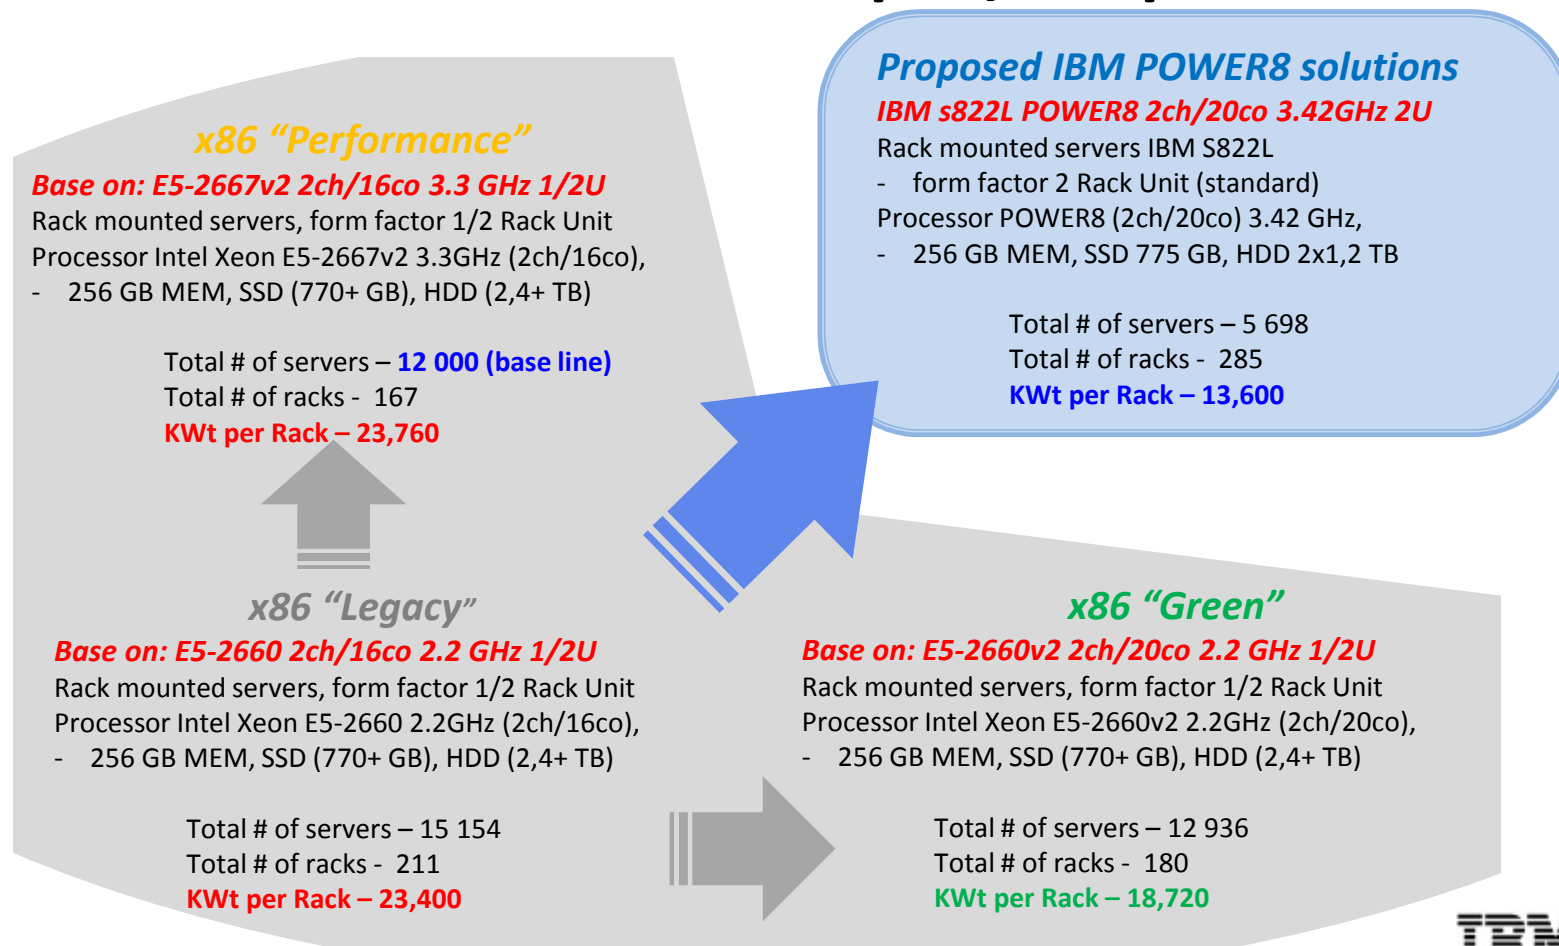 Proposed IBM POWER8 solutions
IBM s822L POWER8 2ch/20co 3.42GHz 2U
Rack mounted servers IBM S822L
- form factor 2 Rack Unit (standard)
Processor POWER8 (2ch/20co) 3.42 GHz,
- 256 GB MEM, SSD 775 GB, HDD 2x1,2 TB
Total # of servers – 5 698
Total # of racks - 285
KWt per Rack – 13,600
x86 “Performance”
Base on: E5-2667v2 2ch/16co 3.3 GHz 1/2U
Rack mounted servers, form factor 1/2 Rack Unit
Processor Intel Xeon E5-2667v2 3.3GHz (2ch/16co),
- 256 GB MEM, SSD (770+ GB), HDD (2,4+ TB)
Total # of servers – 12 000 (base line)
Total # of racks - 167
KWt per Rack – 23,760
x86 “Legacy”
Base on: E5-2660 2ch/16co 2.2 GHz 1/2U
Rack mounted servers, form factor 1/2 Rack Unit
Processor Intel Xeon E5-2660 2.2GHz (2ch/16co),
- 256 GB MEM, SSD (770+ GB), HDD (2,4+ TB)
Total # of servers – 15 154
Total # of racks - 211
KWt per Rack – 23,400
x86 “Green”
Base on: E5-2660v2 2ch/20co 2.2 GHz 1/2U
Rack mounted servers, form factor 1/2 Rack Unit
Processor Intel Xeon E5-2660v2 2.2GHz (2ch/20co),
- 256 GB MEM, SSD (770+ GB), HDD (2,4+ TB)
Total # of servers – 12 936
Total # of racks - 180
KWt per Rack – 18,720
IBM